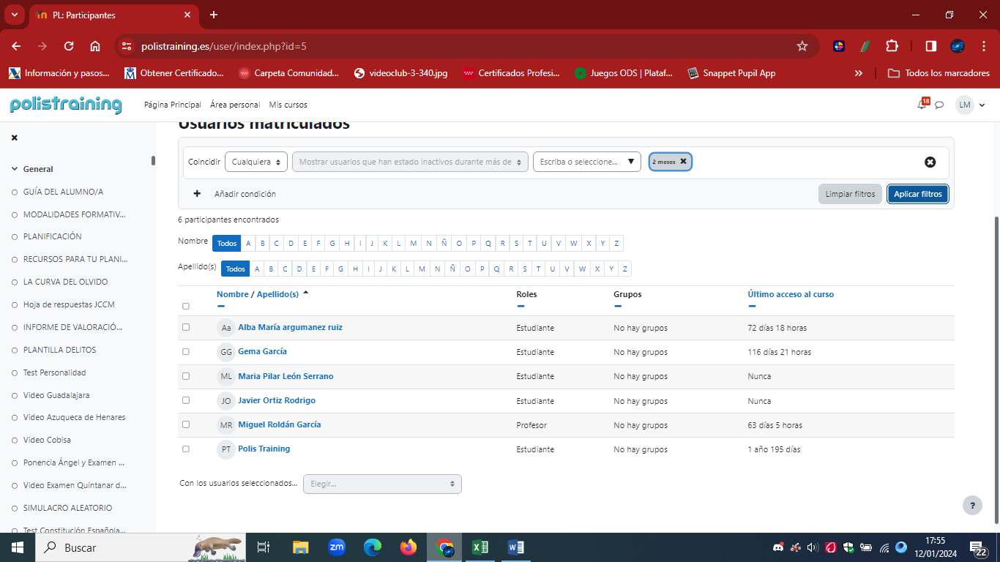 PL: Participantes
polistraining.es/user/index.php?id=5
Información y pasos... Obtener Certificado... Carpeta Comunidad... videoclub-3-340.jpg Certificados Profesi... Juegos ODS | Plataf... Snappet Pupil App » Todos los marcadores
polistraining Página Principal Área personal Mis cursos 18 LM
General
GUÍA DEL ALUMNO/A
MODALIDADES FORMATIV...
PLANIFICACIÓN
RECURSOS PARA TU PLANI...
LA CURVA DEL OLVIDO
Hoja de respuestas JCCM
INFORME DE VALORACIÓ...
PLANTILLA DELITOS
Test Personalidad
Video Guadalajara
Video Azuqueca de Henares
Video Cobisa
Ponencia Ángel y Examen ...
Video Examen Quintanar d...
SIMULACRO ALEATORIO
Test Constitución Española...
Usuarios matriculados
Coincidir Cualquiera Mostrar usuarios que han estado inactivos durante más de Escriba o seleccione... 2 meses
Añadir condición Limpiar filtros Aplicar filtros
6 participantes encontrados
Nombre Todos A B C D E F G H I J K L M N Ñ O P Q R S T U V W X Y Z
Apellido(s) Todos A B C D E F G H I J K L M N Ñ O P Q R S T U V W X Y Z
Nombre / Apellido(s) Roles Grupos Último acceso al curso
Aa Alba María argumanez ruiz Estudiante No hay grupos 72 días 18 horas
GG Gema García Estudiante No hay grupos 116 días 21 horas
ML Maria Pilar León Serrano Estudiante No hay grupos Nunca
JO Javier Ortiz Rodrigo Estudiante No hay grupos Nunca
MR Miguel Roldán García Profesor No hay grupos 63 días 5 horas
PT Polis Training Estudiante No hay grupos 1 año 195 días
Con los usuarios seleccionados... Elegir...
?
Buscar zm 17:55
12/01/2024 22